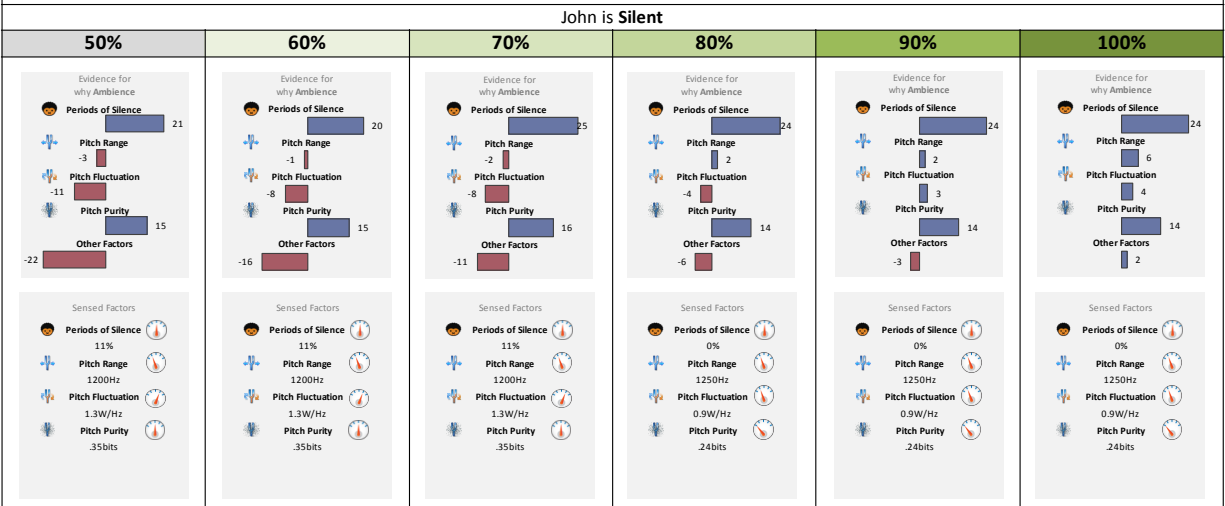 John is Silent
50%
60%
70%
80%
90%
100%
Evidence for
why Ambience
Periods of Silence
21
Pitch Range
-3
Pitch Fluctuation
-11
Pitch Purity
15
Other Factors
-22
Evidence for
why Ambience
Periods of Silence
20
Pitch Range
-1
Pitch Fluctuation
-8
Pitch Purity
15
Other Factors
-16
Evidence for
why Ambience
Periods of Silence
25
Pitch Range
-2
Pitch Fluctuation
-8
Pitch Purity
16
Other Factors
-11
Evidence for
why Ambience
Periods of Silence
24
Pitch Range
2
Pitch Fluctuation
-4
Pitch Purity
14
Other Factors
-6
Evidence for
why Ambience
Periods of Silence
24
Pitch Range
2
Pitch Fluctuation
3
Pitch Purity
14
Other Factors
-3
Evidence for
why Ambience
Periods of Silence
24
Pitch Range
6
Pitch Fluctuation
4
Pitch Purity
14
Other Factors
2
Sensed Factors
Periods of Silence
11%
Pitch Range
1200Hz
Pitch Fluctuation
1.3W/Hz
Pitch Purity
.35bits
Sensed Factors
Periods of Silence
11%
Pitch Range
1200Hz
Pitch Fluctuation
1.3W/Hz
Pitch Purity
.35bits
Sensed Factors
Periods of Silence
11%
Pitch Range
1200Hz
Pitch Fluctuation
1.3W/Hz
Pitch Purity
.35bits
Sensed Factors
Periods of Silence
0%
Pitch Range
1250Hz
Pitch Fluctuation
0.9W/Hz
Pitch Purity
.24bits
Sensed Factors
Periods of Silence
0%
Pitch Range
1250Hz
Pitch Fluctuation
0.9W/Hz
Pitch Purity
.24bits
Sensed Factors
Periods of Silence
0%
Pitch Range
1250Hz
Pitch Fluctuation
0.9W/Hz
Pitch Purity
.24bits